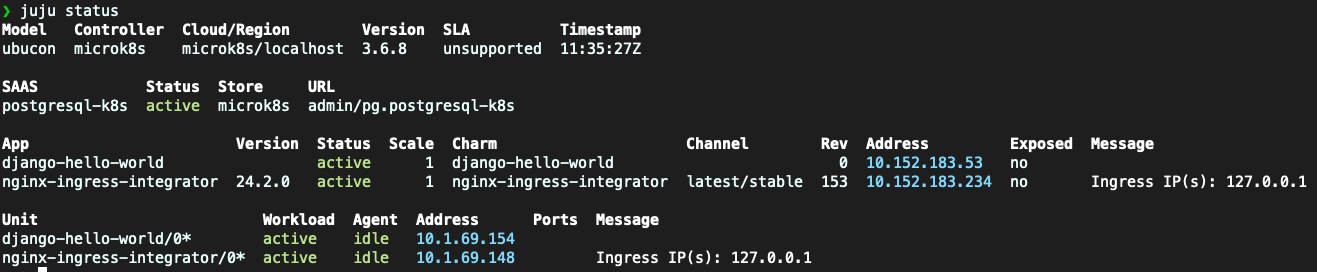 ❯ juju status
Model   Controller  Cloud/Region        Version  SLA          Timestamp
ubucon  microk8s    microk8s/localhost  3.6.8    unsupported  11:35:27Z
SAAS            Status  Store     URL
postgresql-k8s  active  microk8s  admin/pg.postgresql-k8s
App                       Version  Status  Scale  Charm                     Channel        Rev  Address         Exposed  Message
django-hello-world                 active      1  django-hello-world                         0  10.152.183.53   no
nginx-ingress-integrator  24.2.0   active      1  nginx-ingress-integrator  latest/stable  153  10.152.183.234  no       Ingress IP(s): 127.0.0.1
Unit                         Workload  Agent  Address      Ports  Message
django-hello-world/0*        active    idle   10.1.69.154
nginx-ingress-integrator/0*  active    idle   10.1.69.148         Ingress IP(s): 127.0.0.1